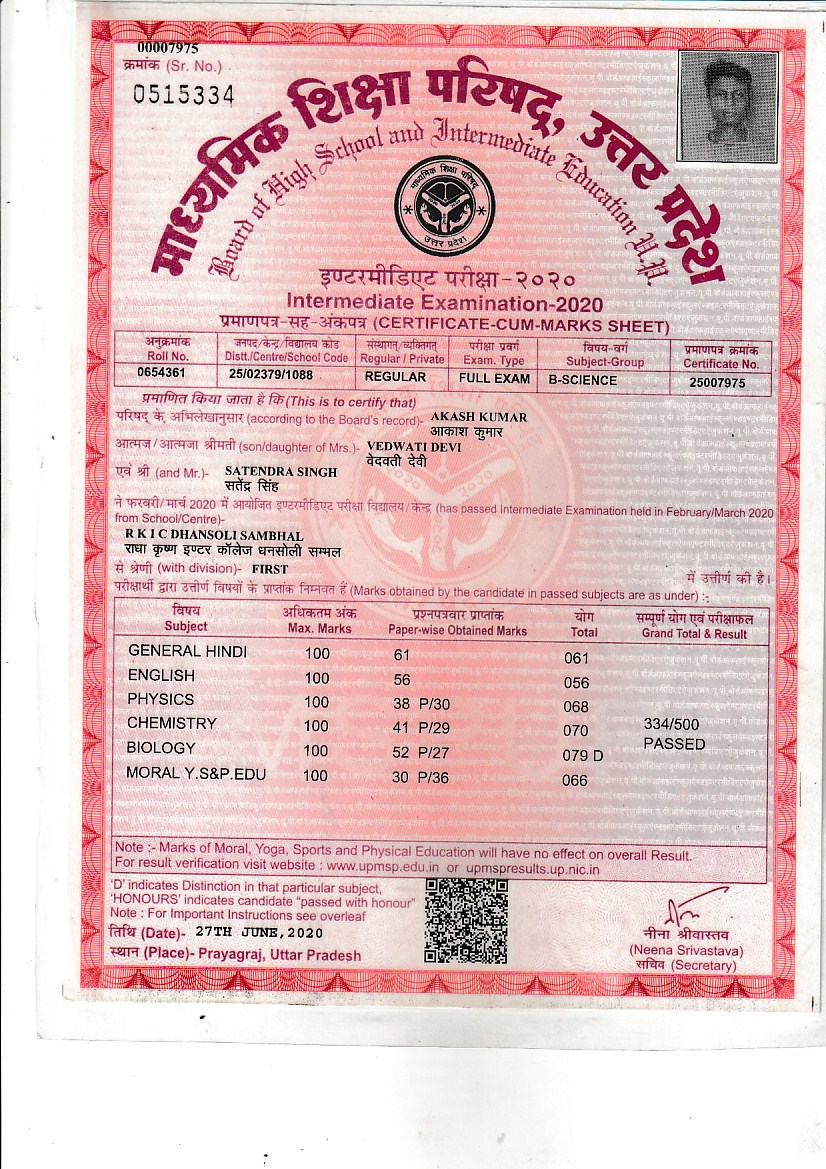 00007975
क्रमांक (Sr. No.)
0515334
माध्यमिक शिक्षा परिषद्, उत्तर प्रदेश
Board of High School and Intermediate Education U.P.
माध्यमिक शिक्षा परिषद्
उत्तर प्रदेश
इण्टरमीडिएट परीक्षा-२०२०
Intermediate Examination-2020
प्रमाणपत्र-सह-अंकपत्र (CERTIFICATE-CUM-MARKS SHEET)
अनुक्रमांक जनपद/केन्द्र/विद्यालय कोड संस्थागत/व्यक्तिगत परीक्षा प्रवर्ग विषय-वर्ग प्रमाणपत्र क्रमांक
Roll No. Distt./Centre/School Code Regular / Private Exam. Type Subject-Group Certificate No.
0654361 25/02379/1088 REGULAR FULL EXAM B-SCIENCE 25007975
प्रमाणित किया जाता है कि (This is to certify that)
परिषद के अभिलेखानुसार (according to the Board's record)- AKASH KUMAR
आकाश कुमार
आत्मज/आत्मजा श्रीमती (son/daughter of Mrs.)- VEDWATI DEVI
वेदवती देवी
एवं श्री (and Mr.)- SATENDRA SINGH
सतेंद्र सिंह
ने फरवरी/मार्च 2020 में आयोजित इण्टरमीडिएट परीक्षा विद्यालय/केन्द्र (has passed Intermediate Examination held in February/March 2020
from School/Centre)-
R K I C DHANSOLI SAMBHAL
राधा कृष्ण इण्टर कॉलेज धनसोली सम्भल
से श्रेणी (with division)- FIRST में उत्तीर्ण की है।
परीक्षार्थी द्वारा उत्तीर्ण विषयों के प्राप्तांक निम्नवत हैं (Marks obtained by the candidate in passed subjects are as under) :-
विषय अधिकतम अंक प्रश्नपत्रवार प्राप्तांक योग सम्पूर्ण योग एवं परीक्षाफल
Subject Max. Marks Paper-wise Obtained Marks Total Grand Total & Result
GENERAL HINDI 100 61 061
ENGLISH 100 56 056
PHYSICS 100 38 P/30 068
CHEMISTRY 100 41 P/29 070 334/500
BIOLOGY 100 52 P/27 079 D PASSED
MORAL Y.S&P.EDU 100 30 P/36 066
Note :- Marks of Moral, Yoga, Sports and Physical Education will have no effect on overall Result.
For result verification visit website : www.upmsp.edu.in or upmspresults.up.nic.in
'D' indicates Distinction in that particular subject,
'HONOURS' indicates candidate "passed with honour"
Note : For Important Instructions see overleaf
तिथि (Date)- 27TH JUNE, 2020
स्थान (Place)- Prayagraj, Uttar Pradesh
नीना श्रीवास्तव
(Neena Srivastava)
सचिव (Secretary)